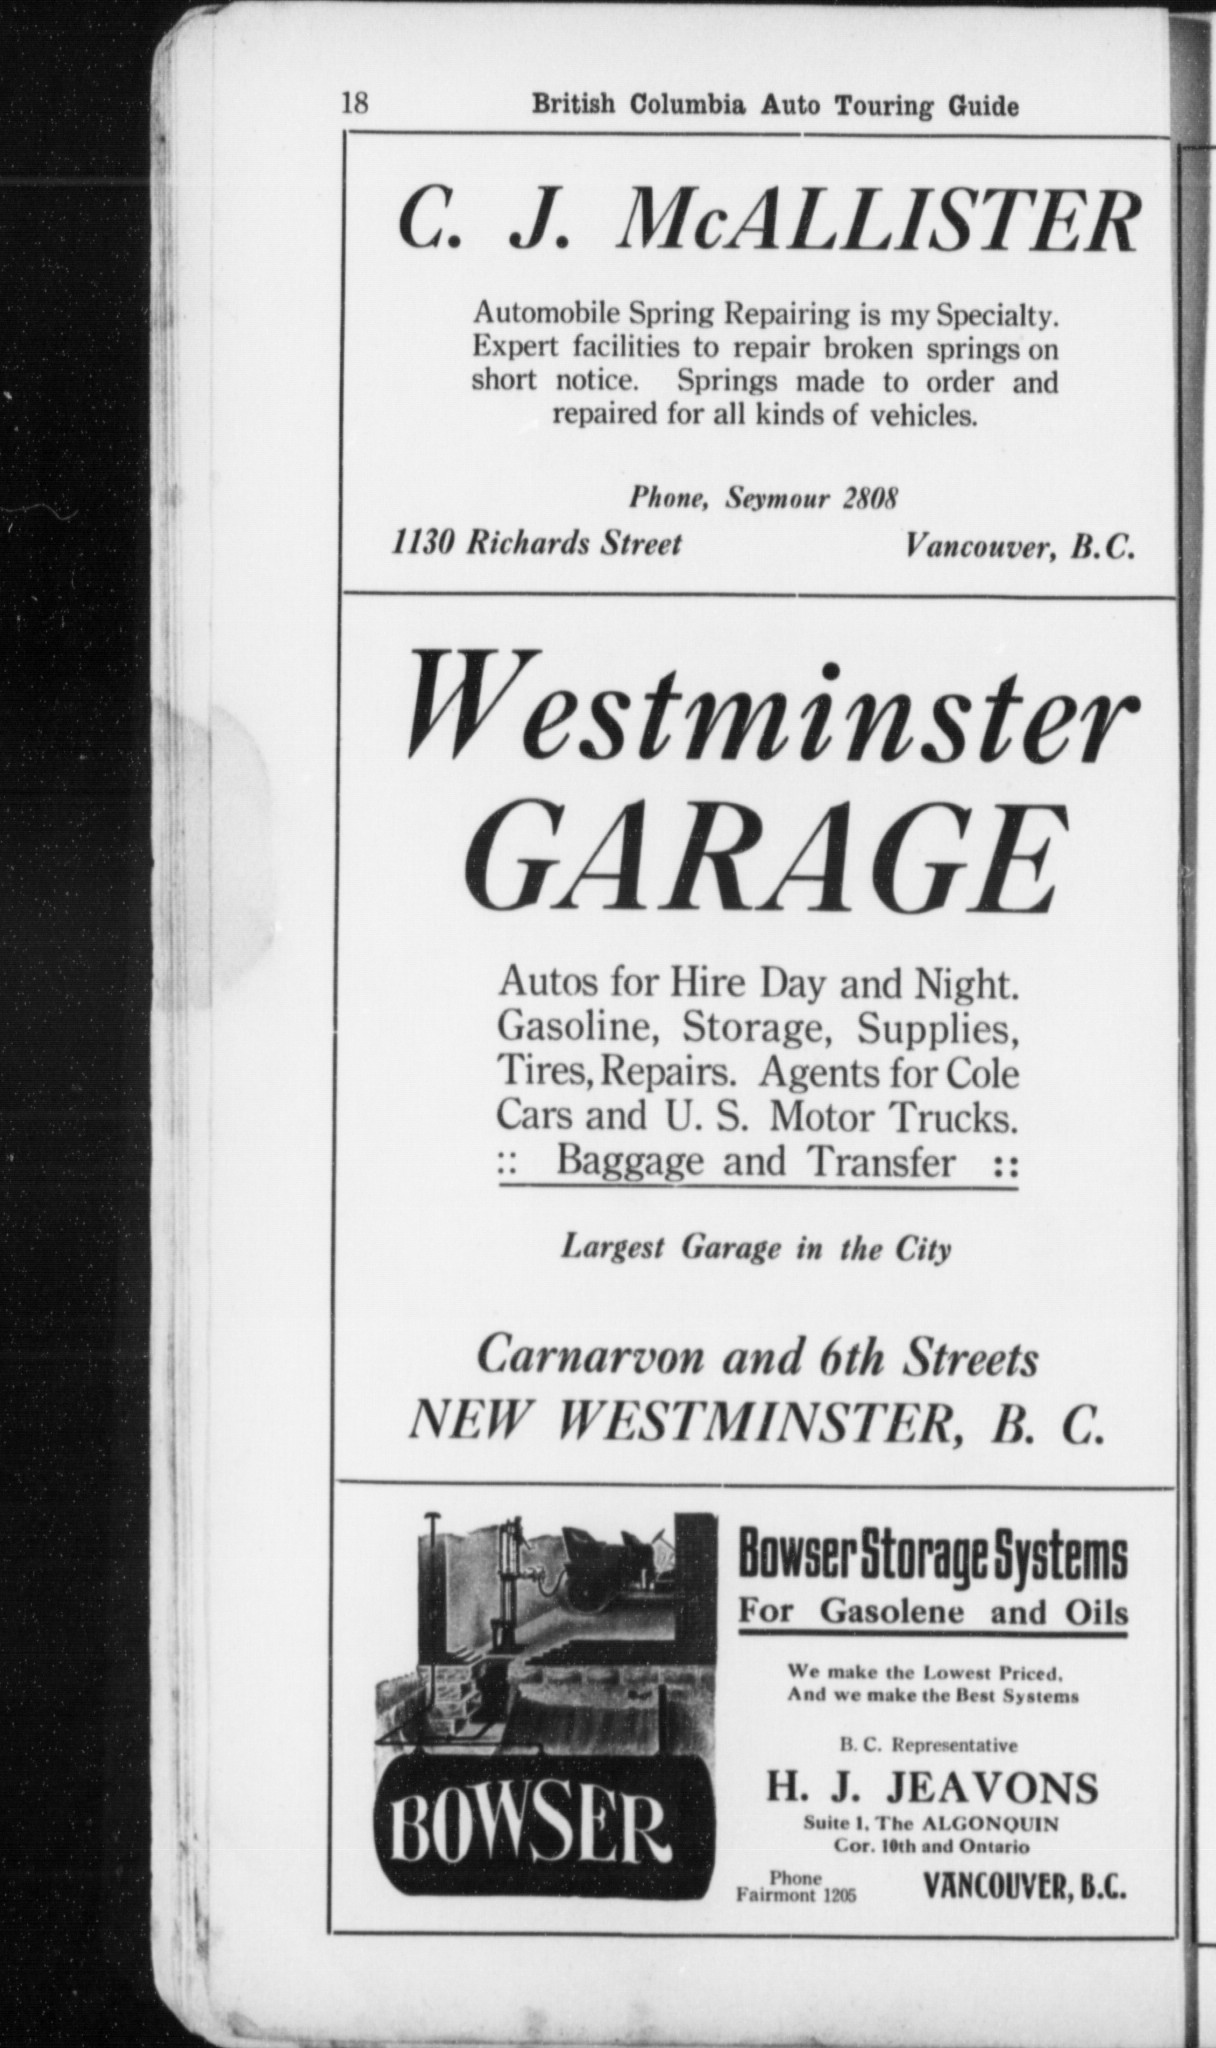 18 British Columbia Auto Touring Guide
C. J. McALLISTER
Automobile Spring Repairing is my Specialty.
Expert facilities to repair broken springs on
short notice. Springs made to order and
repaired for all kinds of vehicles.
Phone, Seymour 2808
1130 Richards Street Vancouver, B.C.
Westminster
GARAGE
Autos for Hire Day and Night.
Gasoline, Storage, Supplies,
Tires, Repairs. Agents for Cole
Cars and U. S. Motor Trucks.
:: Baggage and Transfer ::
Largest Garage in the City
Carnarvon and 6th Streets
NEW WESTMINSTER, B. C.
BOWSER
Bowser Storage Systems
For Gasolene and Oils
We make the Lowest Priced,
And we make the Best Systems
B. C. Representative
H. J. JEAVONS
Suite 1, The ALGONQUIN
Cor. 10th and Ontario
Phone
Fairmont 1205 VANCOUVER, B.C.